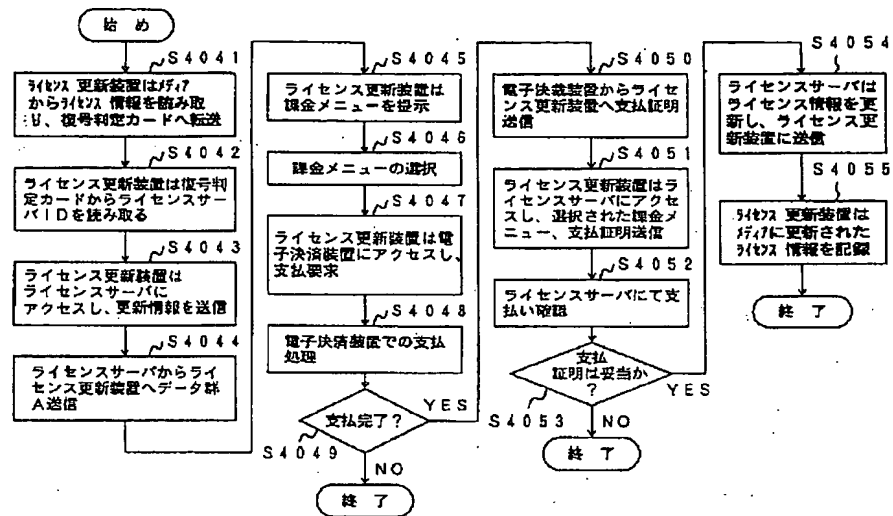 始め
S4041
ライセンス 更新装置はメディア
からライセンス 情報を読み取
り、復号判定カードへ転送
S4042
ライセンス更新装置は復号判
定カードからライセンスサー
バIDを読み取る
S4043
ライセンス更新装置は
ライセンスサーバに
アクセスし、更新情報を送信
S4044
ライセンスサーバからライ
センス更新装置へデータ群
A送信
S4045
ライセンス更新装置は
課金メニューを提示
S4046
課金メニューの選択
S4047
ライセンス更新装置は電
子決済装置にアクセスし、
支払要求
S4048
電子決済装置での支払
処理
支払完了?
YES
S4049
NO
終了
S4050
電子決裁装置からライセ
ンス更新装置へ支払証明
送信
S4051
ライセンス更新装置はライ
センスサーバにアクセス
し、選択された課金メ
ニュー、支払証明送信
S4052
ライセンスサーバにて支
払い確認
支払
証明は妥当か
?
YES
S4053
NO
終了
S4054
ライセンスサーバは
ライセンス情報を更
新し、ライセンス更
新装置に送信
S4055
ライセンス 更新装置は
メディアに更新された
ライセンス 情報を記録
終了